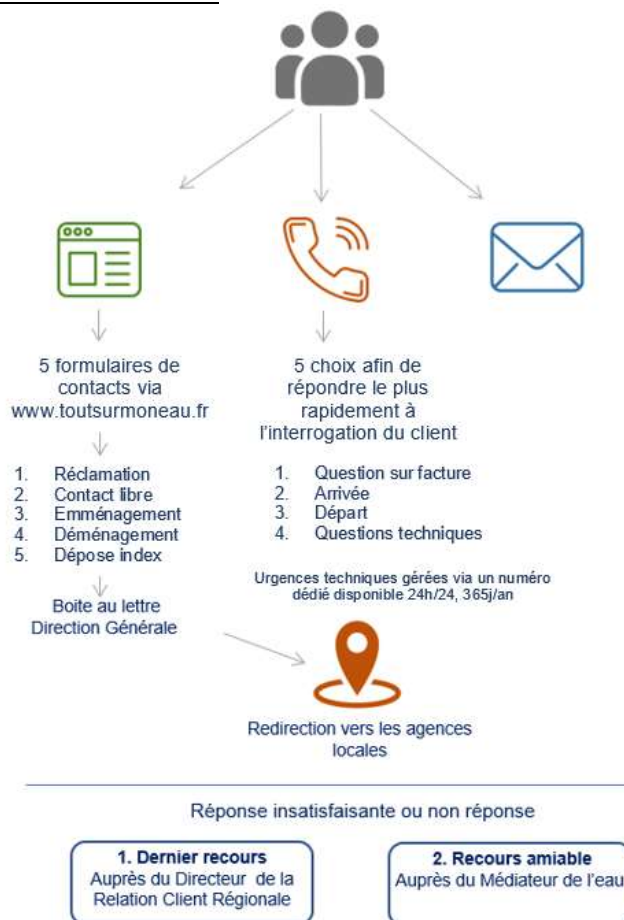 5 formulaires de
contacts via
www.toutsurmoneau.fr
1. Réclamation
2. Contact libre
3. Emménagement
4. Déménagement
5. Dépose index
Boite au lettre
Direction Générale
5 choix afin de
répondre le plus
rapidement à
l'interrogation du client
1. Question sur facture
2. Arrivée
3. Départ
4. Questions techniques
Urgences techniques gérées via un numéro
dédié disponible 24h/24, 365j/an
Redirection vers les agences
locales
Réponse insatisfaisante ou non réponse
1. Dernier recours
Auprès du Directeur de la
Relation Client Régionale
2. Recours amiable
Auprès du Médiateur de l'eau